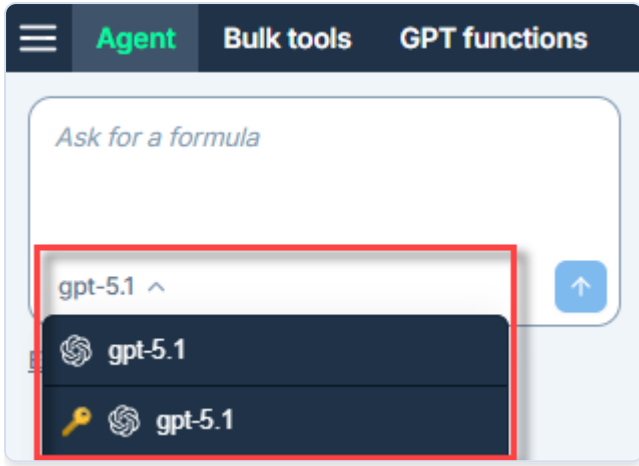 Agent Bulk tools GPT functions
Ask for a formula
gpt-5.1
gpt-5.1
gpt-5.1